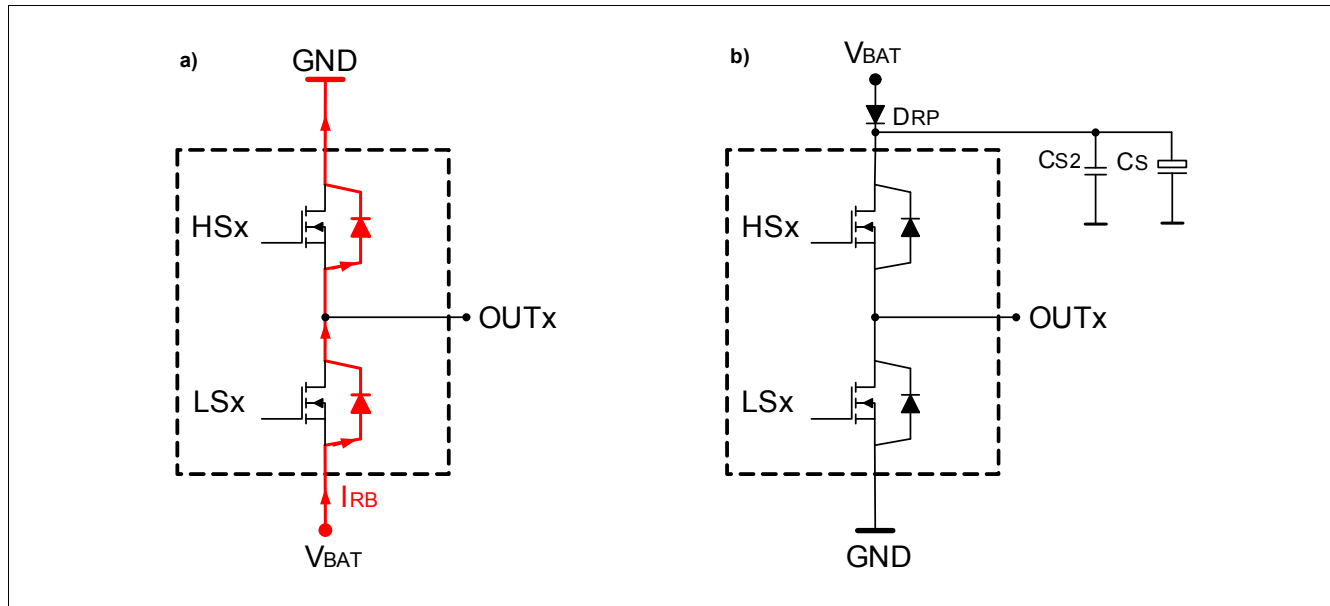 a)
GND
HSx
OUTx
LSx
IRB
VBAT
b)
VBAT
DRP
CS2
CS
HSx
OUTx
LSx
GND